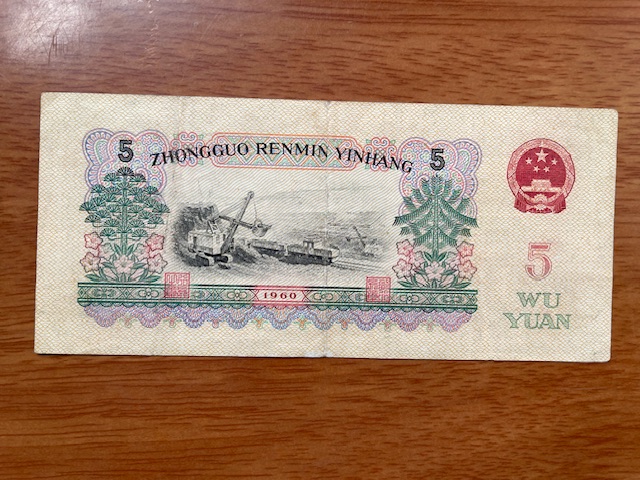 5 ZHONGGUO RENMIN YINHANG 5
1960
5
WU
YUAN